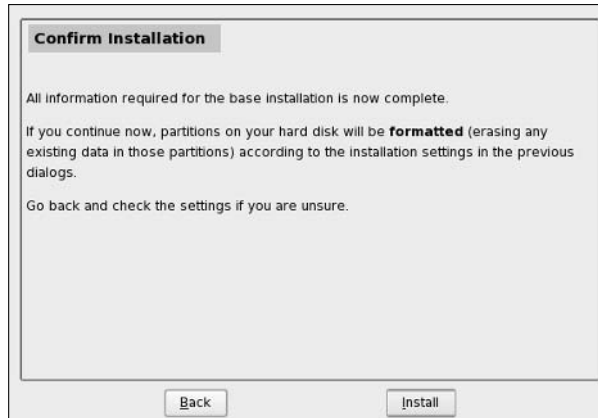 Confirm Installation
All information required for the base installation is now complete.
If you continue now, partitions on your hard disk will be formatted (erasing any
existing data in those partitions) according to the installation settings in the previous
dialogs.
Go back and check the settings if you are unsure.
Back
Install